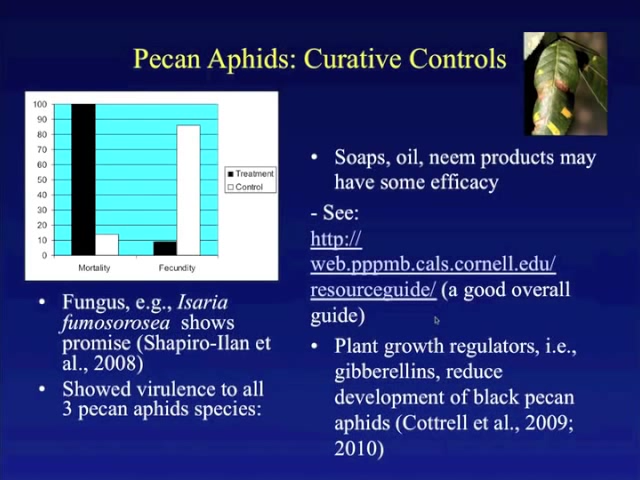 Pecan Aphids: Curative Controls
100
90
80
70
60
50
40
30
20
10
0
Mortality
Fecundity
Treatment
Control
• Fungus, e.g., Isaria
fumosorosea shows
promise (Shapiro-Ilan et
al., 2008)
• Showed virulence to all
3 pecan aphids species:
• Soaps, oil, neem products may
have some efficacy
- See:
http://
web.pppmb.cals.cornell.edu/
resourceguide/ (a good overall
guide)
• Plant growth regulators, i.e.,
gibberellins, reduce
development of black pecan
aphids (Cottrell et al., 2009;
2010)